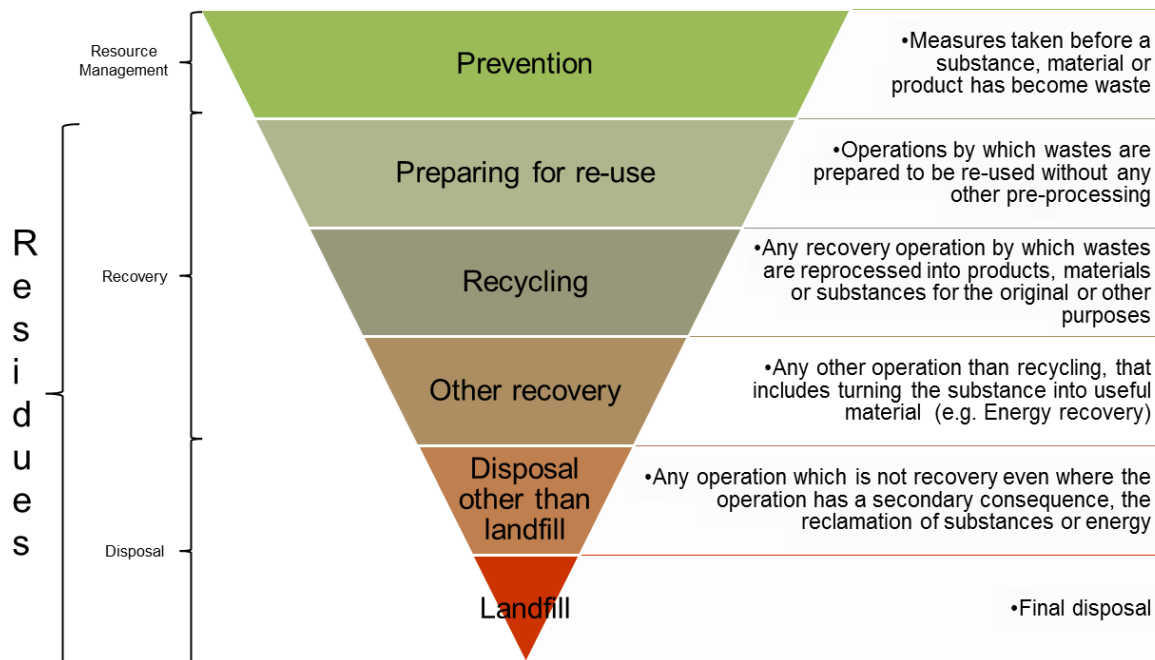 Resource
Management
Prevention
•Measures taken before a
substance, material or
product has become waste
Residues
Recovery
Preparing for re-use
•Operations by which wastes are
prepared to be re-used without any
other pre-processing
Recycling
•Any recovery operation by which wastes
are reprocessed into products, materials
or substances for the original or other
purposes
Other recovery
•Any other operation than recycling, that
includes turning the substance into useful
material (e.g. Energy recovery)
Disposal
Disposal
other than
landfill
•Any operation which is not recovery even where the
operation has a secondary consequence, the
reclamation of substances or energy
Landfill
•Final disposal